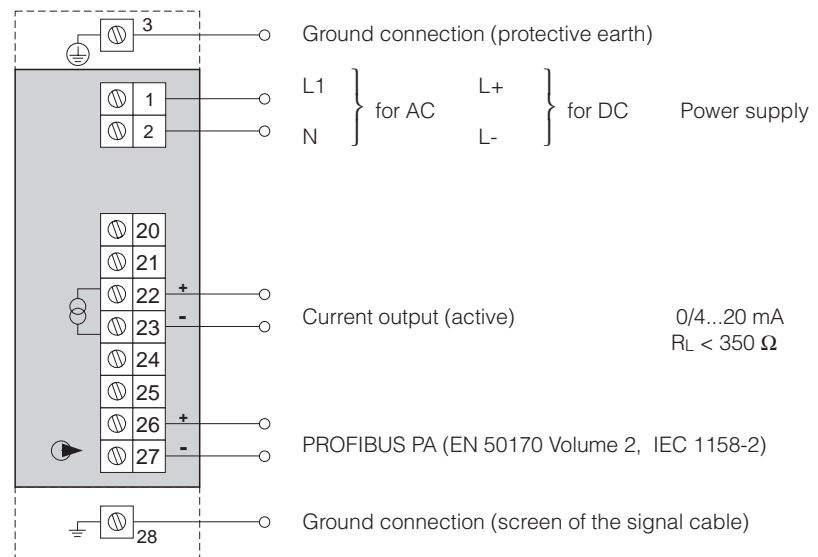 3 Ground connection (protective earth)
1 L1 } for AC L+ } for DC Power supply
2 N L-
20
21
22 +
23 - Current output (active) 0/4...20 mA
RL < 350 Ω
24
25
26 +
27 - PROFIBUS PA (EN 50170 Volume 2, IEC 1158-2)
28 Ground connection (screen of the signal cable)